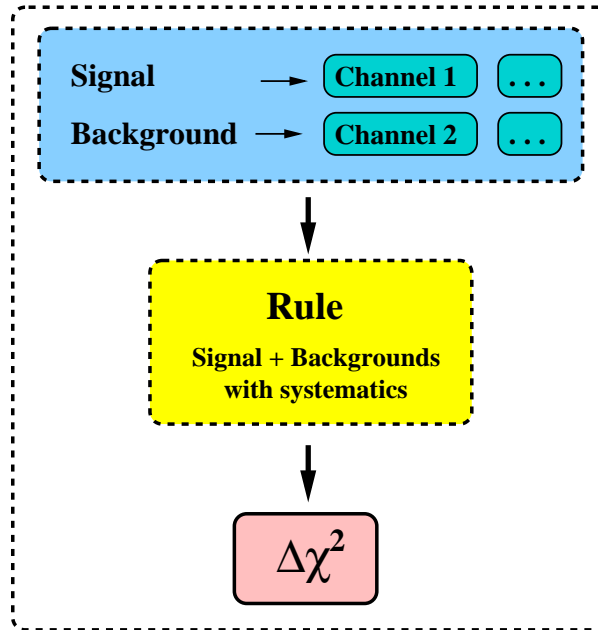 Signal → Channel 1 ...
Background → Channel 2 ...
Rule
Signal + Backgrounds
with systematics
Δχ²